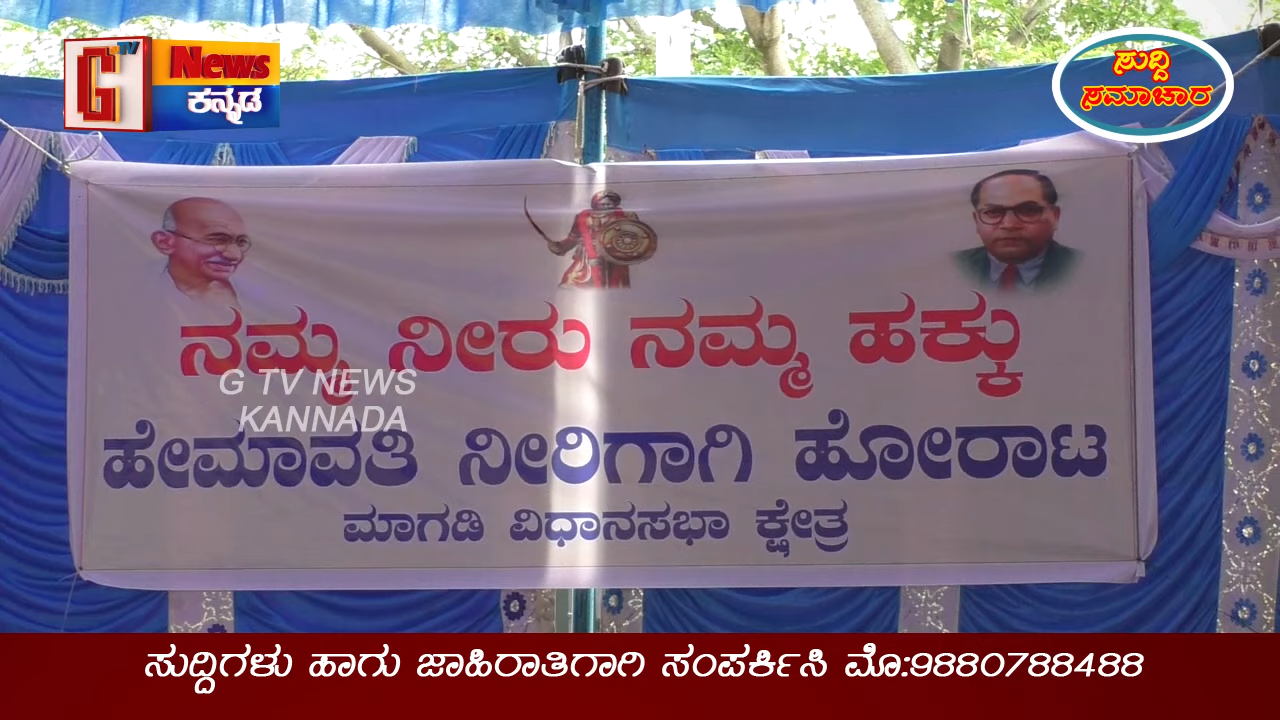 G TV News
ಕನ್ನಡ
ಸುದ್ದಿ
ಸಮಾಚಾರ
ನಮ್ಮ ನೀರು ನಮ್ಮ ಹಕ್ಕು
G TV NEWS
KANNADA
ಹೇಮಾವತಿ ನೀರಿಗಾಗಿ ಹೋರಾಟ
ಮಾಗಡಿ ವಿಧಾನಸಭಾ ಕ್ಷೇತ್ರ
ಸುದ್ದಿಗಳು ಹಾಗು ಜಾಹಿರಾತಿಗಾಗಿ ಸಂಪರ್ಕಿಸಿ ಮೊ:9880788488